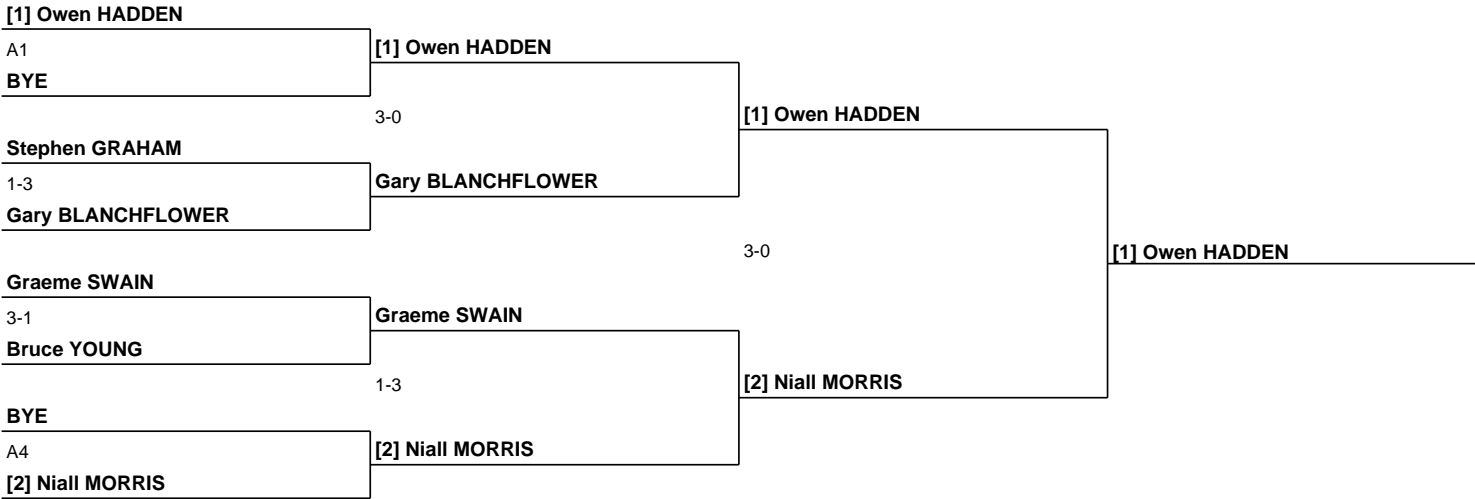 [1] Owen HADDEN
A1
BYE
Stephen GRAHAM
1-3
Gary BLANCHFLOWER
Graeme SWAIN
3-1
Bruce YOUNG
BYE
A4
[2] Niall MORRIS
[1] Owen HADDEN
3-0
Gary BLANCHFLOWER
Graeme SWAIN
1-3
[2] Niall MORRIS
[1] Owen HADDEN
3-0
[2] Niall MORRIS
[1] Owen HADDEN